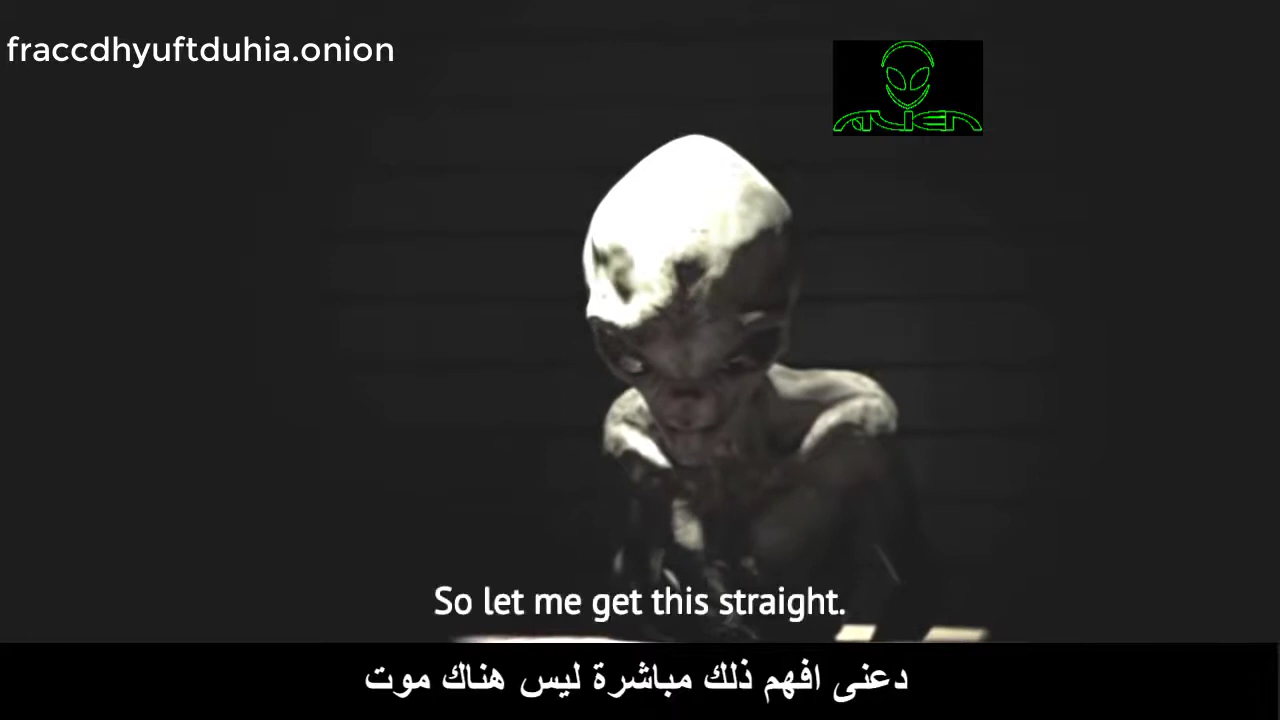 fraccdhyuftduhia.onion
ALIEN
So let me get this straight.
دعنى افهم ذلك مباشرة ليس هناك موت